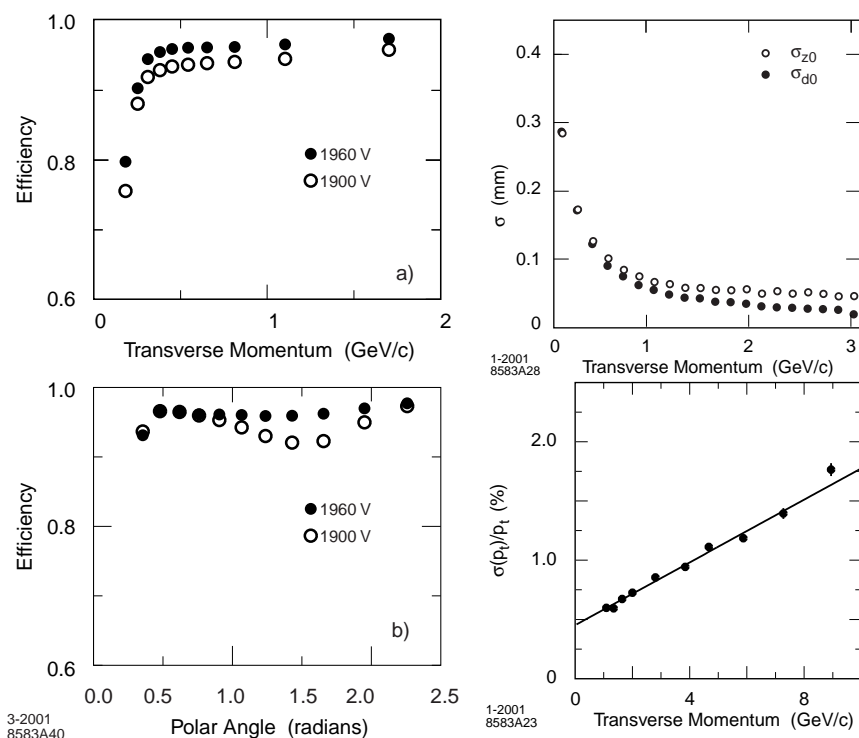 1.0
0.8
0.6
Efficiency
1960 V
1900 V
a)
0 1 2
Transverse Momentum (GeV/c)
1.0
0.8
0.6
Efficiency
1960 V
1900 V
b)
0.0 0.5 1.0 1.5 2.0 2.5
Polar Angle (radians)
3-2001
8583A40
0.4
0.3
0.2
0.1
0
σ (mm)
σz0
σd0
0 1 2 3
Transverse Momentum (GeV/c)
1-2001
8583A28
2.0
1.0
0
σ(pt)/pt (%)
0 4 8
Transverse Momentum (GeV/c)
1-2001
8583A23